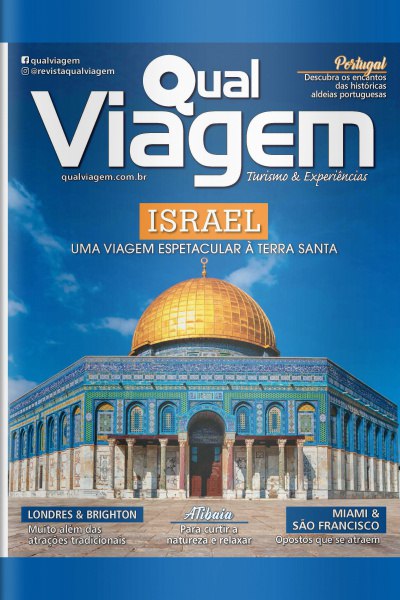 qualviagem
@revistaqualviagem
Portugal
Descubra os encantos
das históricas
aldeias portuguesas
Qual
Viagem
qualviagem.com.br
Turismo & Experiências
ISRAEL
UMA VIAGEM ESPETACULAR À TERRA SANTA
LONDRES & BRIGHTON
Muito além das
atrações tradicionais
Atibaia
Para curtir a
natureza e relaxar
MIAMI &
SÃO FRANCISCO
Opostos que se atraem